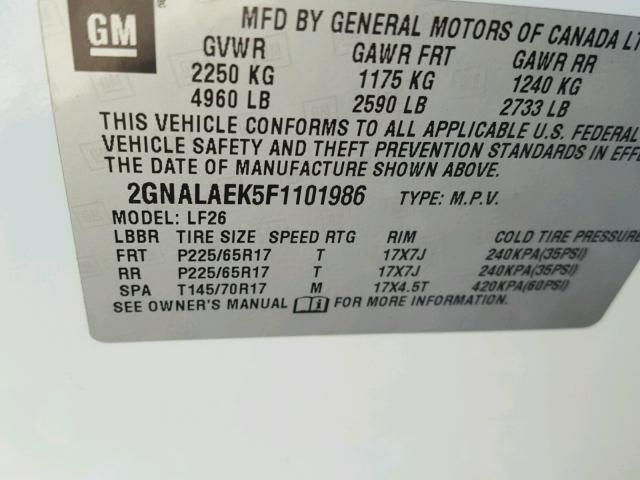 GM
MFD BY GENERAL MOTORS OF CANADA LT
GVWR GAWR FRT GAWR RR
2250 KG 1175 KG 1240 KG
4960 LB 2590 LB 2733 LB
THIS VEHICLE CONFORMS TO ALL APPLICABLE U.S. FEDERAL
VEHICLE SAFETY AND THEFT PREVENTION STANDARDS IN EFFE
THE DATE OF MANUFACTURE SHOWN ABOVE.
2GNALAEK5F1101986 TYPE: M.P.V.
MODEL: LF26
LBBR TIRE SIZE SPEED RTG RIM COLD TIRE PRESSURE
FRT P225/65R17 T 17X7J 240KPA(35PSI)
RR P225/65R17 T 17X7J 240KPA(35PSI)
SPA T145/70R17 M 17X4.5T 420KPA(60PSI)
SEE OWNER'S MANUAL FOR MORE INFORMATION.